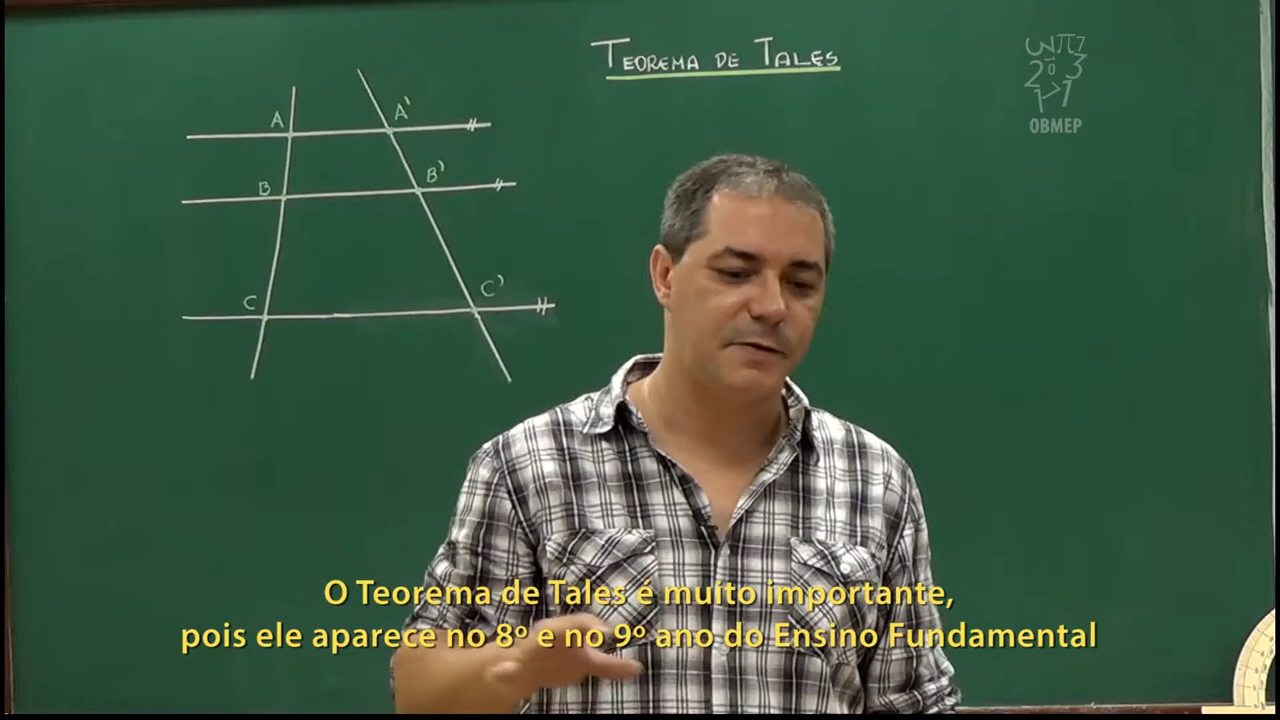 TEOREMA DE TALES
OBMEP
A A'
B B'
C C'
O Teorema de Tales é muito importante,
pois ele aparece no 8º e no 9º ano do Ensino Fundamental